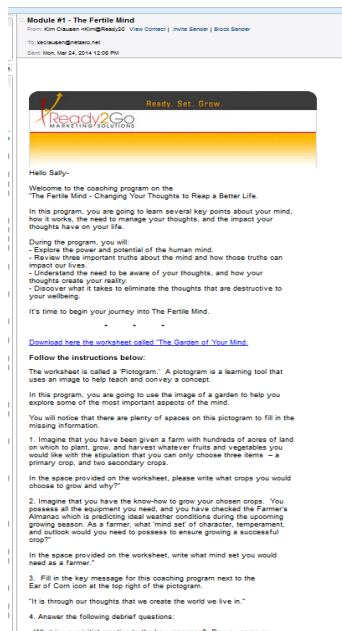 Module #1 - The Fertile Mind
From: Kim Clausen <Kim@Ready2G View Contact | Invite Sender | Block Sender
To: keclausen@netzero.net
Sent: Mon, Mar 24, 2014 12:06 PM
Ready. Set. Grow.
Ready2Go
MARKETING SOLUTIONS
Hello Sally-
Welcome to the coaching program on the
"The Fertile Mind - Changing Your Thoughts to Reap a Better Life.
In this program, you are going to learn several key points about your mind,
how it works, the need to manage your thoughts, and the impact your
thoughts have on your life.
During the program, you will:
- Explore the power and potential of the human mind.
- Review three important truths about the mind and how those truths can
impact our lives.
- Understand the need to be aware of your thoughts, and how your
thoughts create your reality.
- Discover what it takes to eliminate the thoughts that are destructive to
your wellbeing.
It's time to begin your journey into The Fertile Mind.
* * *
Download here the worksheet called "The Garden of Your Mind.
Follow the instructions below:
The worksheet is called a 'Pictogram.' A pictogram is a learning tool that
uses an image to help teach and convey a concept.
In this program, you are going to use the image of a garden to help you
explore some of the most important aspects of the mind.
You will notice that there are plenty of spaces on this pictogram to fill in the
missing information.
1. Imagine that you have been given a farm with hundreds of acres of land
on which to plant, grow, and harvest whatever fruits and vegetables you
would like with the stipulation that you can only choose three items – a
primary crop, and two secondary crops.
In the space provided on the worksheet, please write what crops you would
choose to grow and why?"
2. Imagine that you have the know-how to grow your chosen crops. You
possess all the equipment you need, and you have checked the Farmer's
Almanac which is predicting ideal weather conditions during the upcoming
growing season. As a farmer, what 'mind set' of character, temperament,
and outlook would you need to possess to ensure growing a successful
crop?"
In the space provided on the worksheet, write what mind set you would
need as a farmer."
3. Fill in the key message for this coaching program next to the
Ear of Corn icon at the top right of the pictogram.
"It is through our thoughts that we create the world we live in."
4. Answer the following debrief questions: